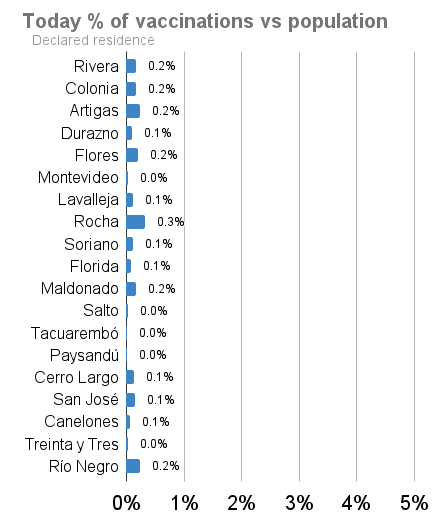 Today % of vaccinations vs population
Declared residence
Rivera 0.2%
Colonia 0.2%
Artigas 0.2%
Durazno 0.1%
Flores 0.2%
Montevideo 0.0%
Lavalleja 0.1%
Rocha 0.3%
Soriano 0.1%
Florida 0.1%
Maldonado 0.2%
Salto 0.0%
Tacuarembó 0.0%
Paysandú 0.0%
Cerro Largo 0.1%
San José 0.1%
Canelones 0.1%
Treinta y Tres 0.0%
Río Negro 0.2%
0% 1% 2% 3% 4% 5%